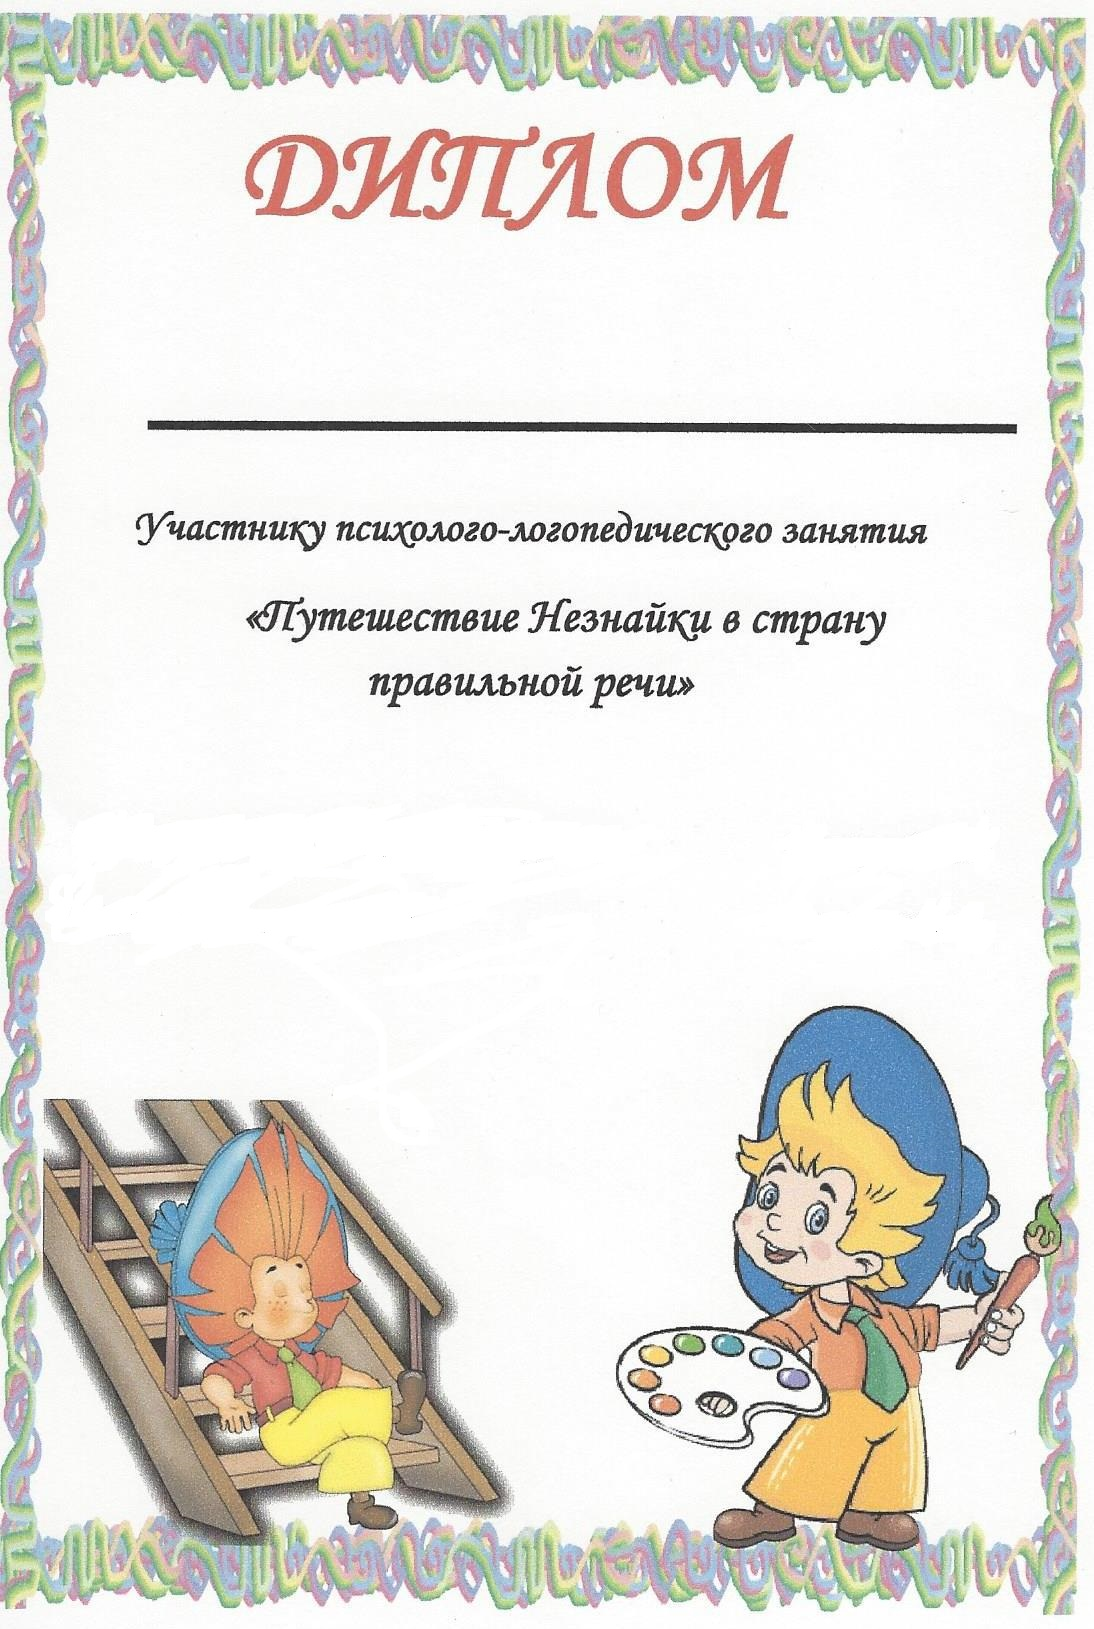 ДИПЛОМ
Участнику психолого-логопедического занятия
«Путешествие Незнайки в страну
правильной речи»